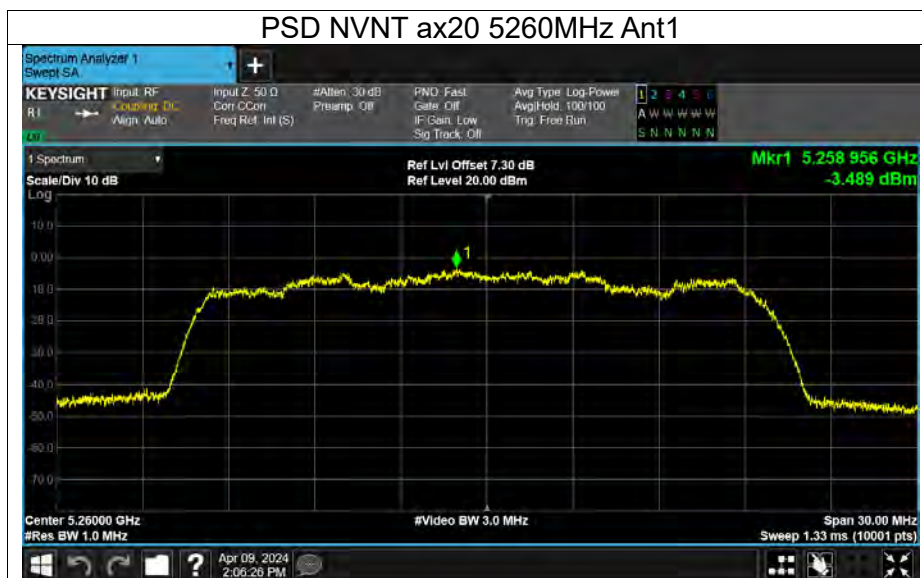 PSD NVNT ax20 5260MHz Ant1
Spectrum Analyzer 1
Swept SA
+
KEYSIGHT Input: RF Input Z: 50 Ω #Atten: 30 dB PNO: Fast Avg Type: Log-Power 1 2 3 4 5 6
Coupling: DC Corr CCorr Preamp: Off Gate: Off Avg|Hold: 100/100 A W W W W W
Align: Auto Freq Ref: Int (S) IF Gain: Low Trig: Free Run
Sig Track: Off S N N N N N
1 Spectrum Ref Lvl Offset 7.30 dB Mkr1 5.258 956 GHz
Scale/Div 10 dB Ref Level 20.00 dBm -3.489 dBm
Log
10.0
0.00
1
-10.0
-20.0
-30.0
-40.0
-50.0
-60.0
-70.0
Center 5.26000 GHz #Video BW 3.0 MHz Span 30.00 MHz
#Res BW 1.0 MHz Sweep 1.33 ms (10001 pts)
? Apr 09, 2024
2:06:26 PM